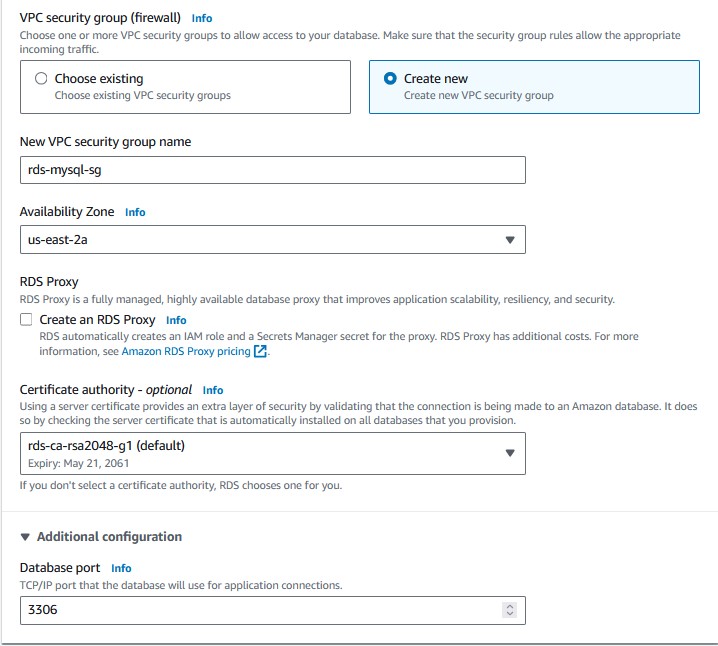 VPC security group (firewall) Info
Choose one or more VPC security groups to allow access to your database. Make sure that the security group rules allow the appropriate
incoming traffic.
Choose existing
Choose existing VPC security groups
Create new
Create new VPC security group
New VPC security group name
rds-mysql-sg
Availability Zone Info
us-east-2a
RDS Proxy
RDS Proxy is a fully managed, highly available database proxy that improves application scalability, resiliency, and security.
Create an RDS Proxy Info
RDS automatically creates an IAM role and a Secrets Manager secret for the proxy. RDS Proxy has additional costs. For more
information, see Amazon RDS Proxy pricing.
Certificate authority - optional Info
Using a server certificate provides an extra layer of security by validating that the connection is being made to an Amazon database. It does
so by checking the server certificate that is automatically installed on all databases that you provision.
rds-ca-rsa2048-g1 (default)
Expiry: May 21, 2061
If you don't select a certificate authority, RDS chooses one for you.
Additional configuration
Database port Info
TCP/IP port that the database will use for application connections.
3306